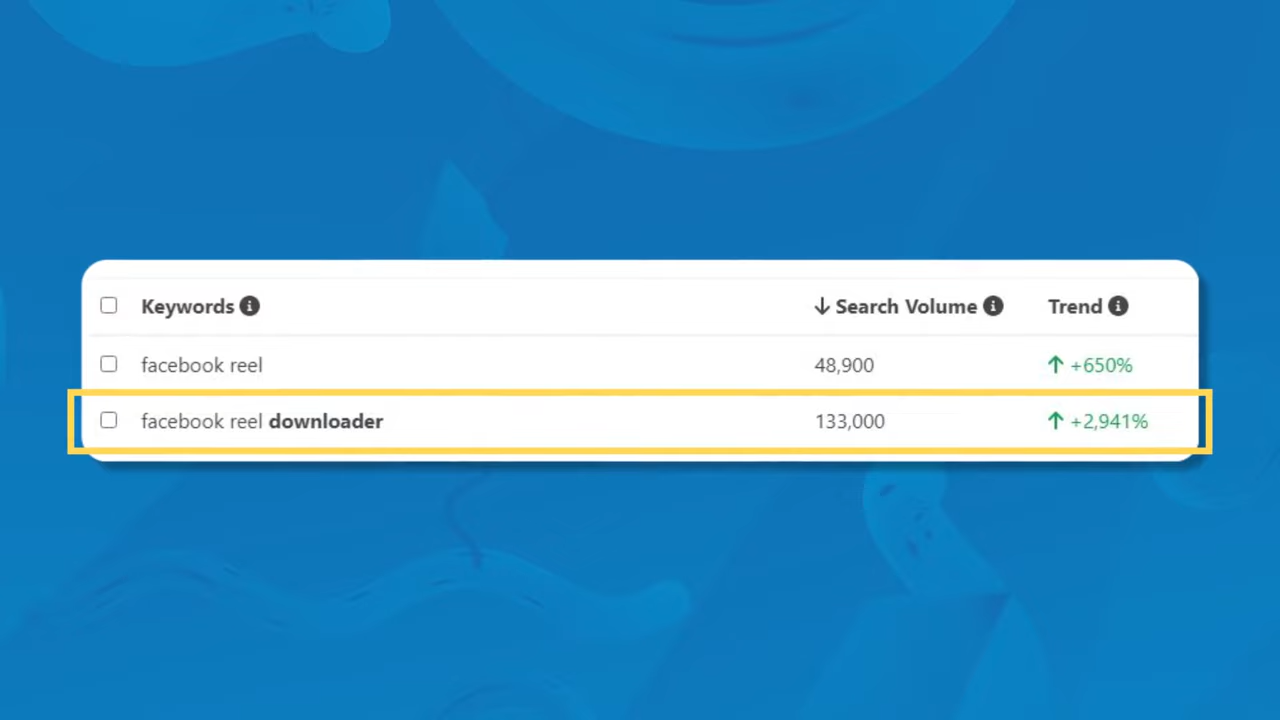 Keywords Search Volume Trend
facebook reel 48,900 +650%
facebook reel downloader 133,000 +2,941%